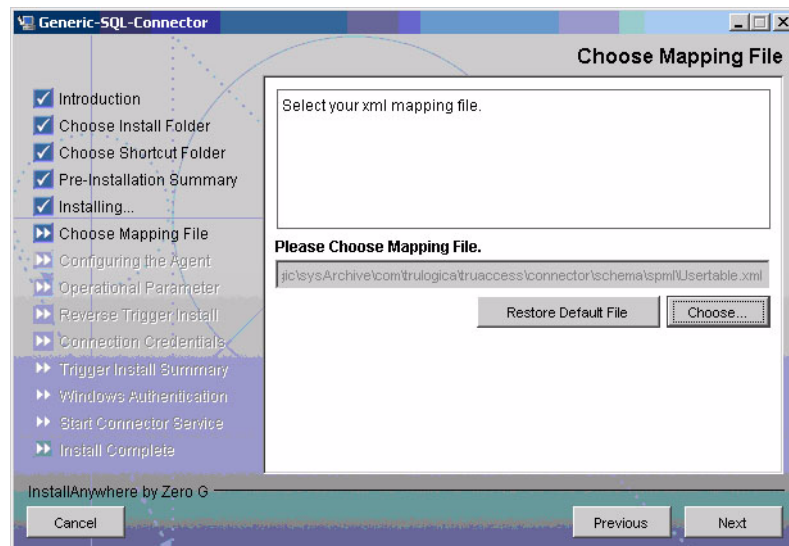 Generic-SQL-Connector
Choose Mapping File
Introduction
Choose Install Folder
Choose Shortcut Folder
Pre-Installation Summary
Installing...
Choose Mapping File
Configuring the Agent
Operational Parameter
Reverse Trigger Install
Connection Credentials
Trigger Install Summary
Windows Authentication
Start Connector Service
Install Complete
Select your xml mapping file.
Please Choose Mapping File.
gic\sysArchive\com\trulogica\truaccess\connector\schema\spml\Usertable.xml
Restore Default File
Choose...
InstallAnywhere by Zero G
Cancel
Previous
Next